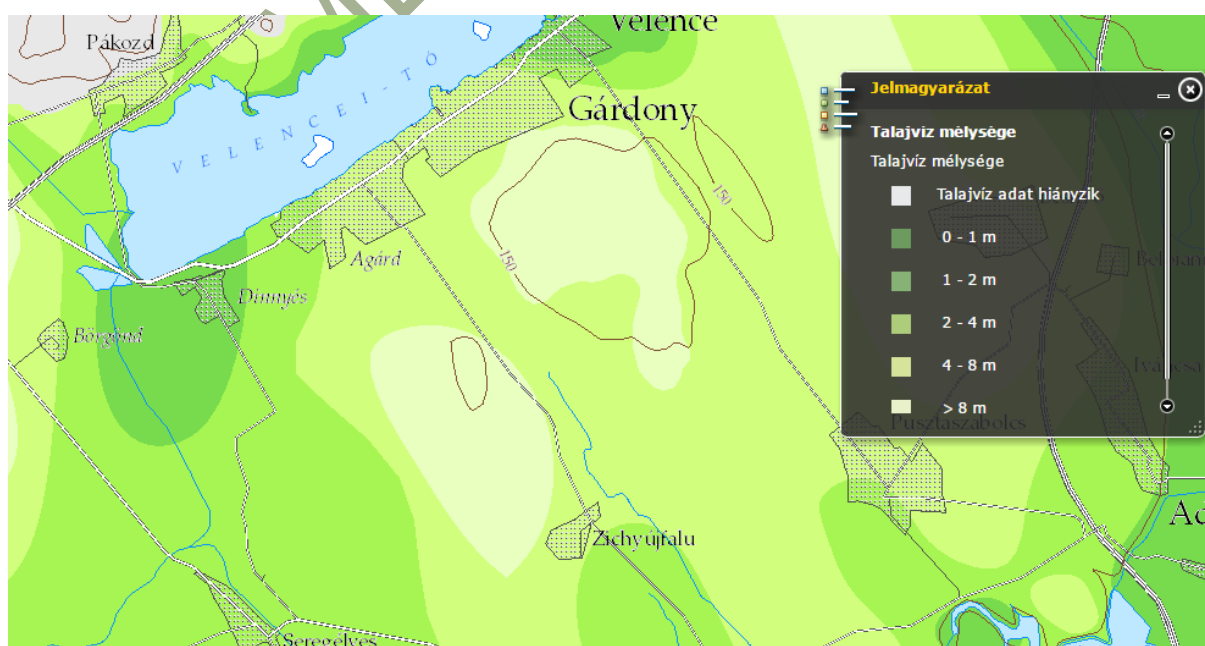 Velence
Pákozd
VELENCEI-TÓ
Gárdony
150
150
Agárd
Dinnyés
Börgönd
Zichyújfalu
Seregélyes
Jelmagyarázat
Talajvíz mélysége
Talajvíz mélysége
Talajvíz adat hiányzik
0 - 1 m
1 - 2 m
2 - 4 m
4 - 8 m
> 8 m
Iváncsa
Pusztaszabolcs